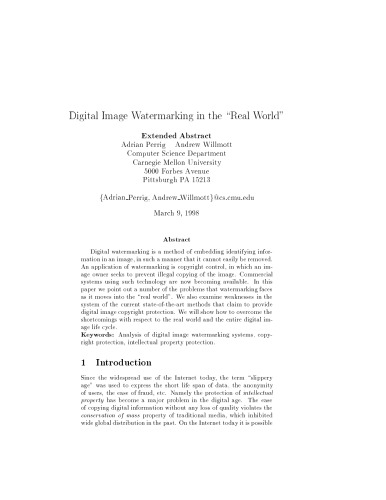 Digital Image Watermarking in the “Real World”
Extended Abstract
Adrian Perrig Andrew Willmott
Computer Science Department
Carnegie Mellon University
5000 Forbes Avenue
Pittsburgh PA 15213
{Adrian_Perrig, Andrew_Willmott}@cs.cmu.edu
March 9, 1998
Abstract
Digital watermarking is a method of embedding identifying infor-
mation in an image, in such a manner that it cannot easily be removed.
An application of watermarking is copyright control, in which an im-
age owner seeks to prevent illegal copying of the image. Commercial
systems using such technology are now becoming available. In this
paper we point out a number of the problems that watermarking faces
as it moves into the “real world”. We also examine weaknesses in the
system of the current state-of-the-art methods that claim to provide
digital image copyright protection. We will show how to overcome the
shortcomings with respect to the real world and the entire digital im-
age life cycle.
Keywords: Analysis of digital image watermarking systems, copy-
right protection, intellectual property protection.
1 Introduction
Since the widespread use of the Internet today, the term “slippery
age” was used to express the short life span of data, the anonymity
of users, the ease of fraud, etc. Namely the protection of intellectual
property has become a major problem in the digital age. The ease
of copying digital information without any loss of quality violates the
conservation of mass property of traditional media, which inhibited
wide global distribution in the past. On the Internet today it is possible